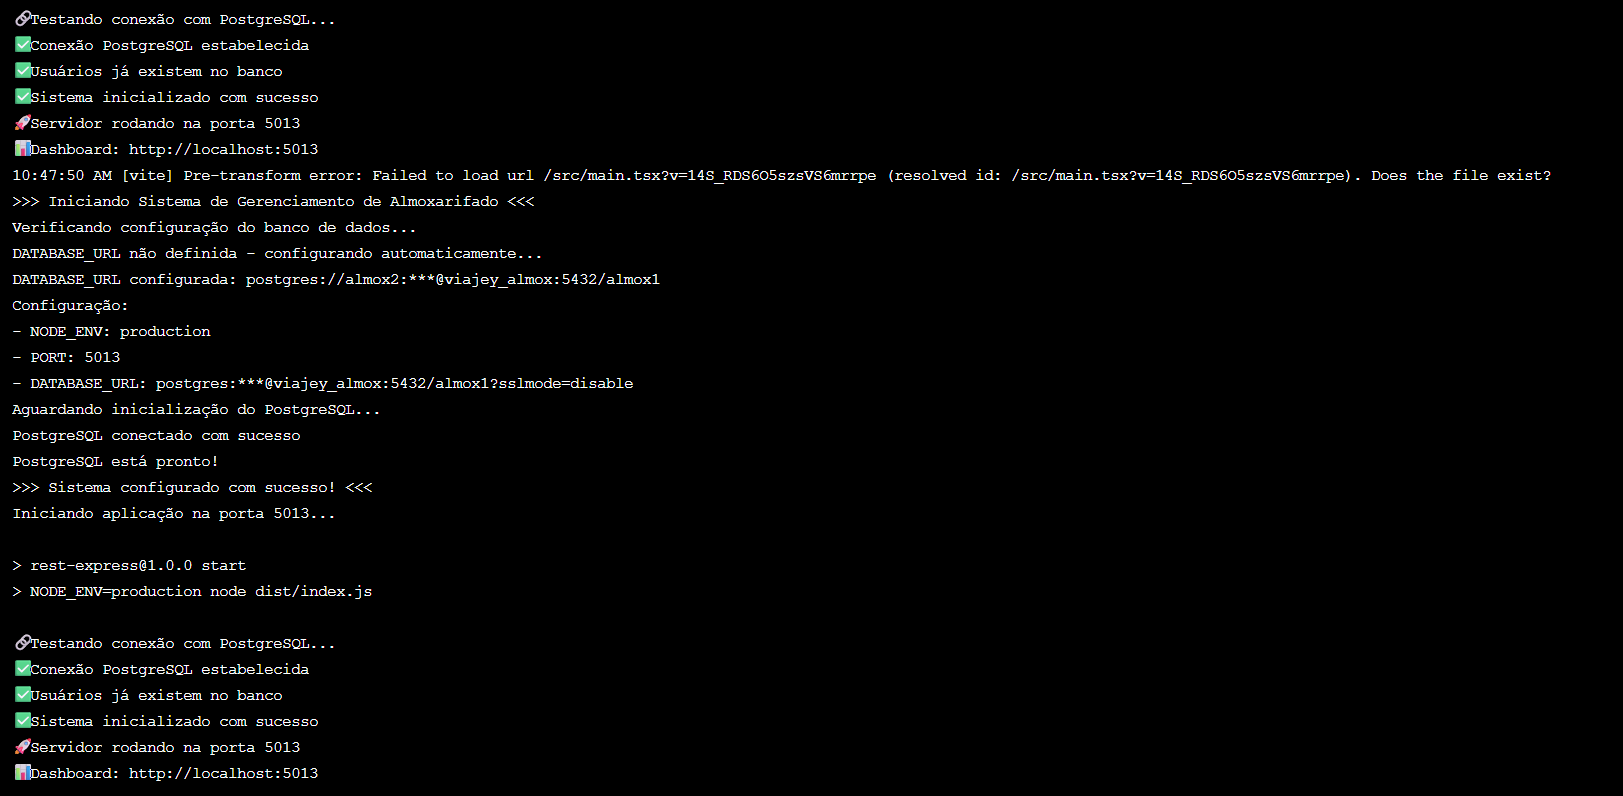 🔗Testando conexão com PostgreSQL...
✅Conexão PostgreSQL estabelecida
✅Usuários já existem no banco
✅Sistema inicializado com sucesso
🚀Servidor rodando na porta 5013
📊Dashboard: http://localhost:5013
10:47:50 AM [vite] Pre-transform error: Failed to load url /src/main.tsx?v=14S_RDS6O5szsVS6mrrpe (resolved id: /src/main.tsx?v=14S_RDS6O5szsVS6mrrpe). Does the file exist?
>>> Iniciando Sistema de Gerenciamento de Almoxarifado <<<
Verificando configuração do banco de dados...
DATABASE_URL não definida - configurando automaticamente...
DATABASE_URL configurada: postgres://almox2:***@viajey_almox:5432/almox1
Configuração:
- NODE_ENV: production
- PORT: 5013
- DATABASE_URL: postgres:***@viajey_almox:5432/almox1?sslmode=disable
Aguardando inicialização do PostgreSQL...
PostgreSQL conectado com sucesso
PostgreSQL está pronto!
>>> Sistema configurado com sucesso! <<<
Iniciando aplicação na porta 5013...
> rest-express@1.0.0 start
> NODE_ENV=production node dist/index.js
🔗Testando conexão com PostgreSQL...
✅Conexão PostgreSQL estabelecida
✅Usuários já existem no banco
✅Sistema inicializado com sucesso
🚀Servidor rodando na porta 5013
📊Dashboard: http://localhost:5013